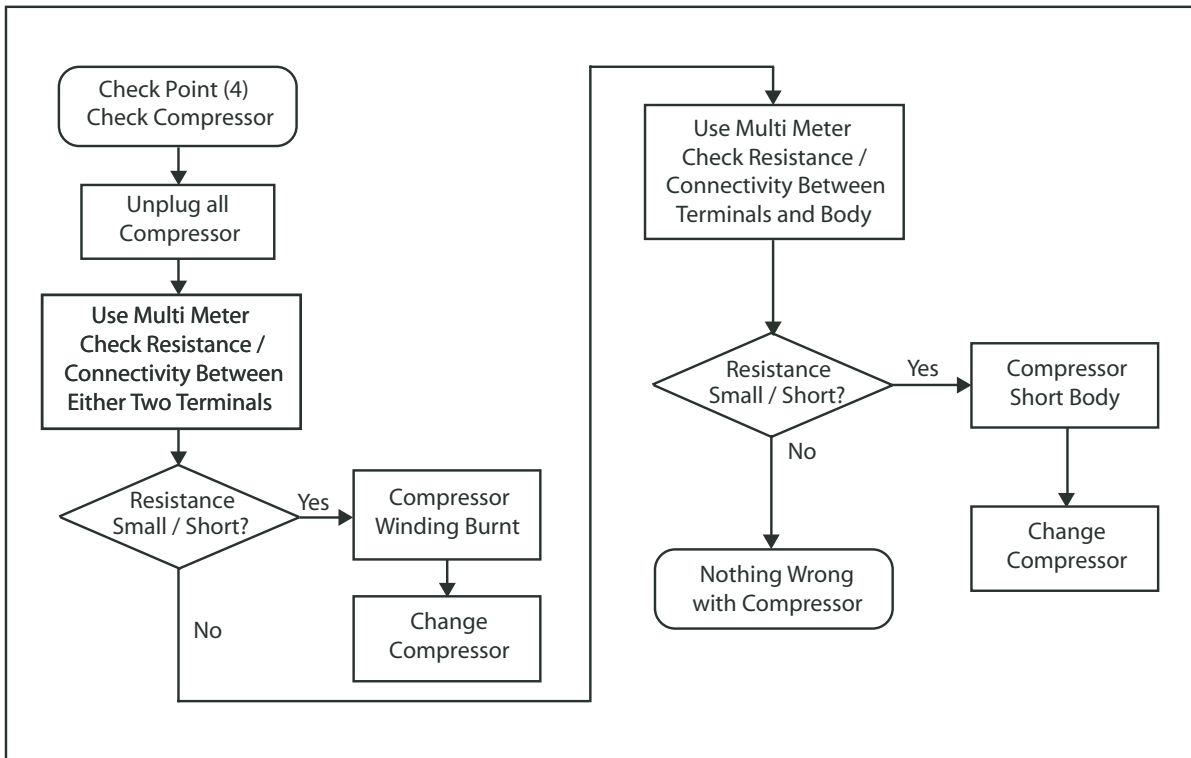 Check Point (4)
Check Compressor
Unplug all
Compressor
Use Multi Meter
Check Resistance /
Connectivity Between
Either Two Terminals
Resistance
Small / Short?
Yes
Compressor
Winding Burnt
Change
Compressor
No
Use Multi Meter
Check Resistance /
Connectivity Between
Terminals and Body
Resistance
Small / Short?
Yes
Compressor
Short Body
Change
Compressor
No
Nothing Wrong
with Compressor